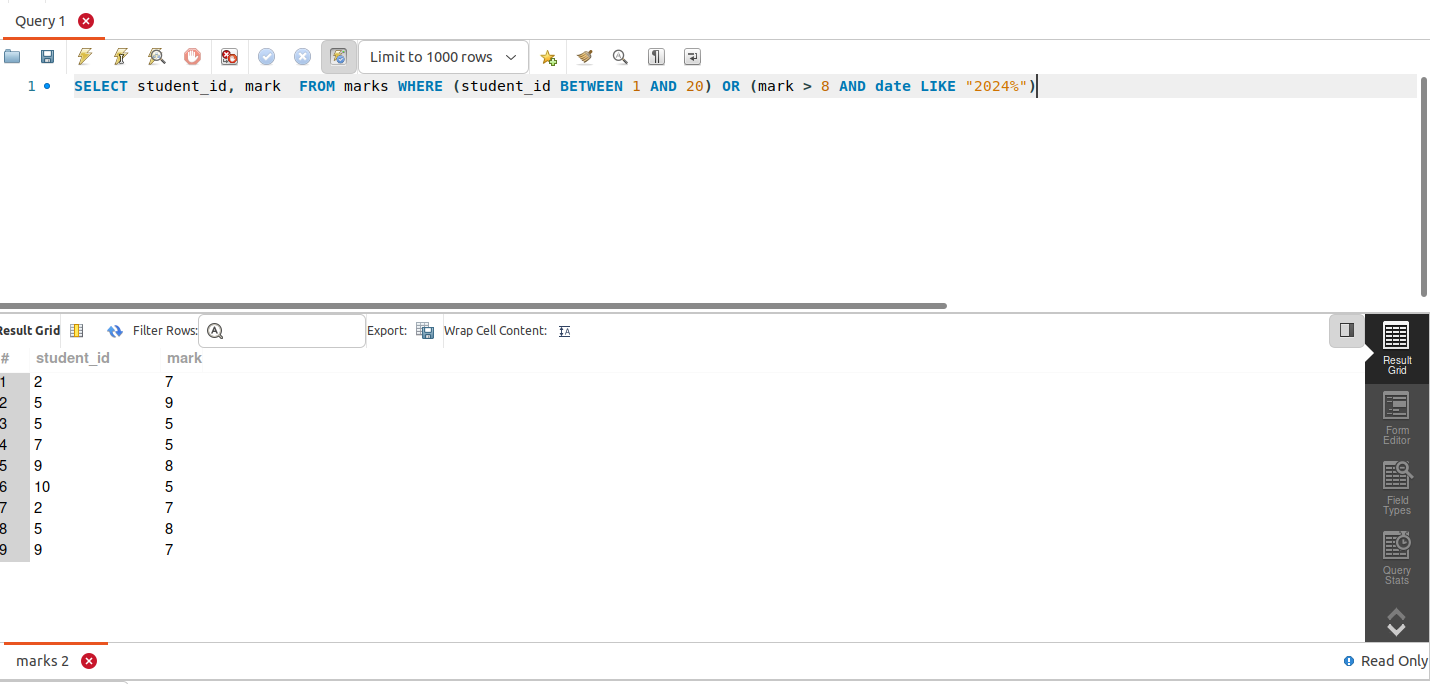 Query 1
Limit to 1000 rows
1 SELECT student_id, mark  FROM marks WHERE (student_id BETWEEN 1 AND 20) OR (mark > 8 AND date LIKE "2024%")
Result Grid Filter Rows: Export: Wrap Cell Content:
# student_id mark
1 2 7
2 5 9
3 5 5
4 7 5
5 9 8
6 10 5
7 2 7
8 5 8
9 9 7
Result
Grid
Form
Editor
Field
Types
Query
Stats
marks 2 Read Only